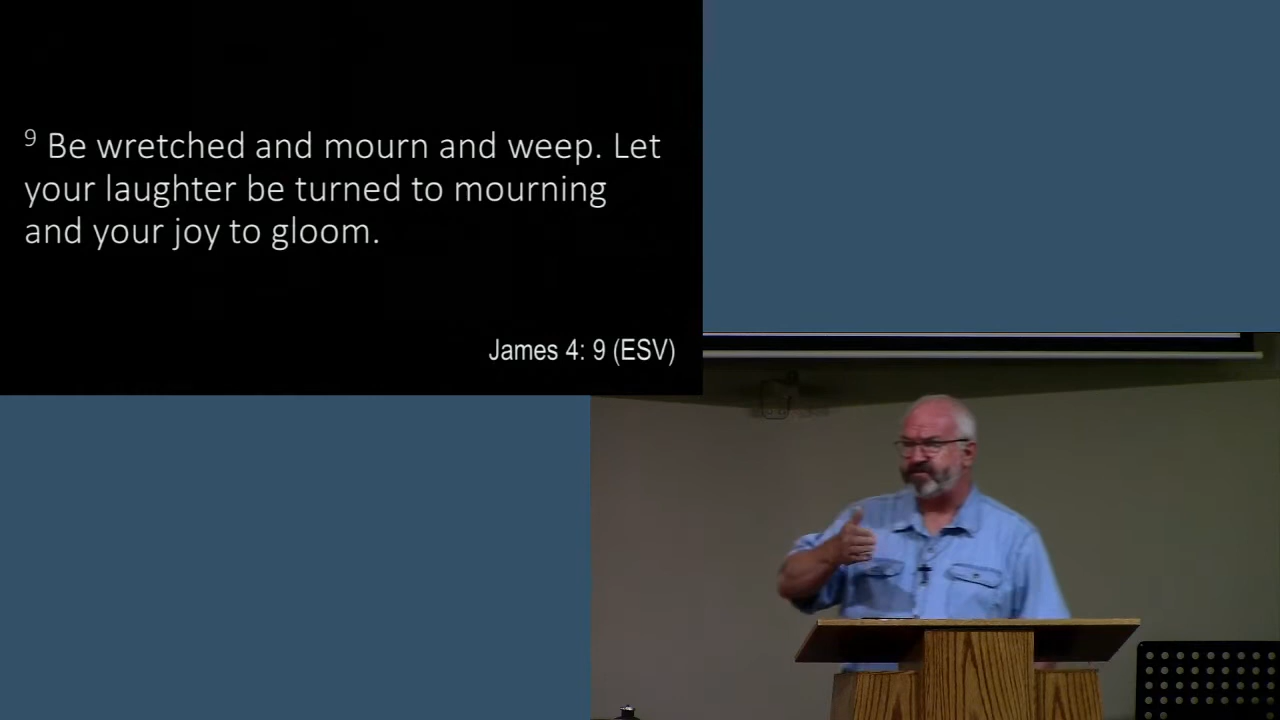 9 Be wretched and mourn and weep. Let
your laughter be turned to mourning
and your joy to gloom.
James 4: 9 (ESV)